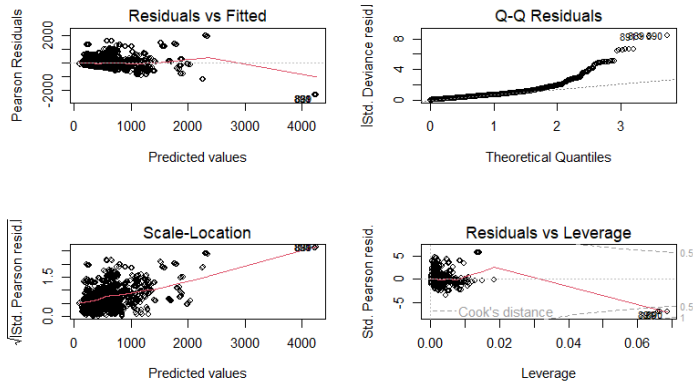 Residuals vs Fitted
Pearson Residuals
-2000
2000
0
1000
2000
3000
4000
Predicted values
Q-Q Residuals
|Std. Deviance resid.|
0
4
8
0
1
2
3
Theoretical Quantiles
Scale-Location
√|Std. Pearson resid.|
0.0
1.5
0
1000
2000
3000
4000
Predicted values
Residuals vs Leverage
Std. Pearson resid.
-5
0
5
Cook's distance
0.5
0.5
1
0.00
0.02
0.04
0.06
Leverage